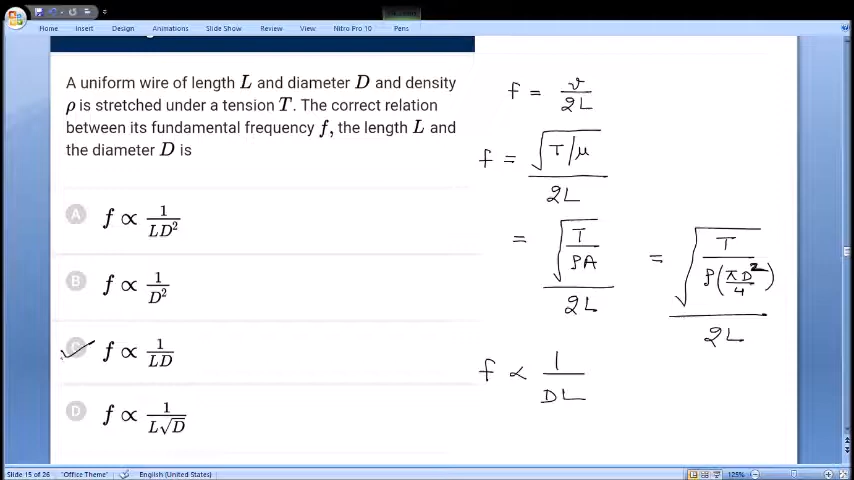 Home Insert Design Animations Slide Show Review View Nitro Pro 10 Pens
A uniform wire of length L and diameter D and density
ρ is stretched under a tension T. The correct relation
between its fundamental frequency f, the length L and
the diameter D is
A f ∝ 1/(LD²)
B f ∝ 1/D²
C f ∝ 1/(LD)
D f ∝ 1/(L√D)
f = v/2L
f = √(T/μ) / 2L
= √(T/ρA) / 2L = √(T/(ρ(πD²/4))) / 2L
f ∝ 1/DL
Slide 15 of 26 "Office Theme" English (United States) 125%